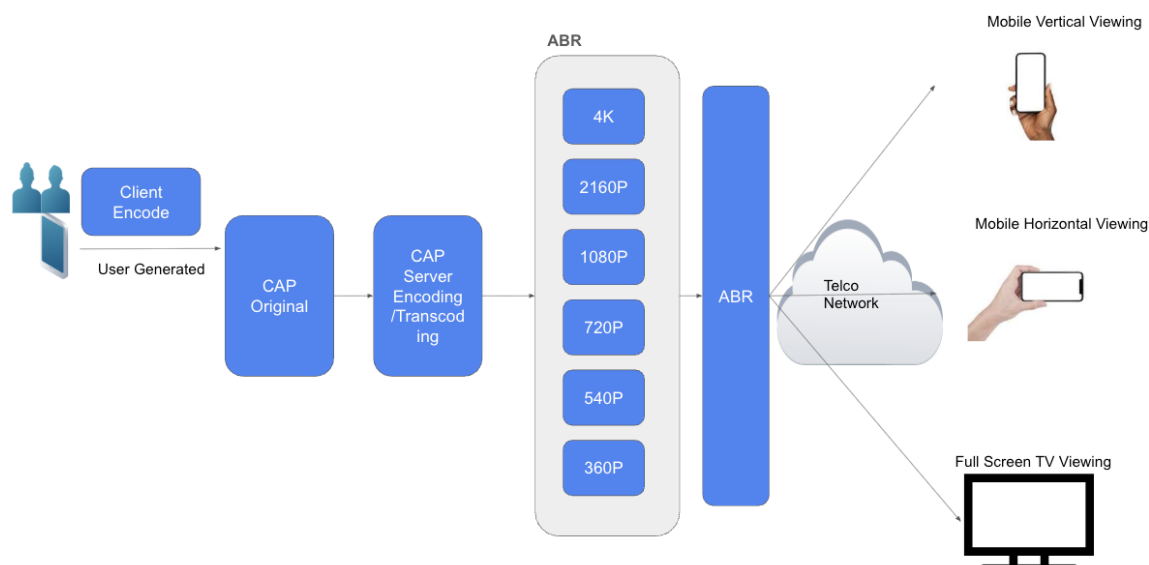 Mobile Vertical Viewing
ABR
4K
2160P
1080P
720P
540P
360P
Client
Encode
User Generated
CAP
Original
CAP
Server
Encoding
/Transcod
ing
ABR
Telco
Network
Mobile Horizontal Viewing
Full Screen TV Viewing